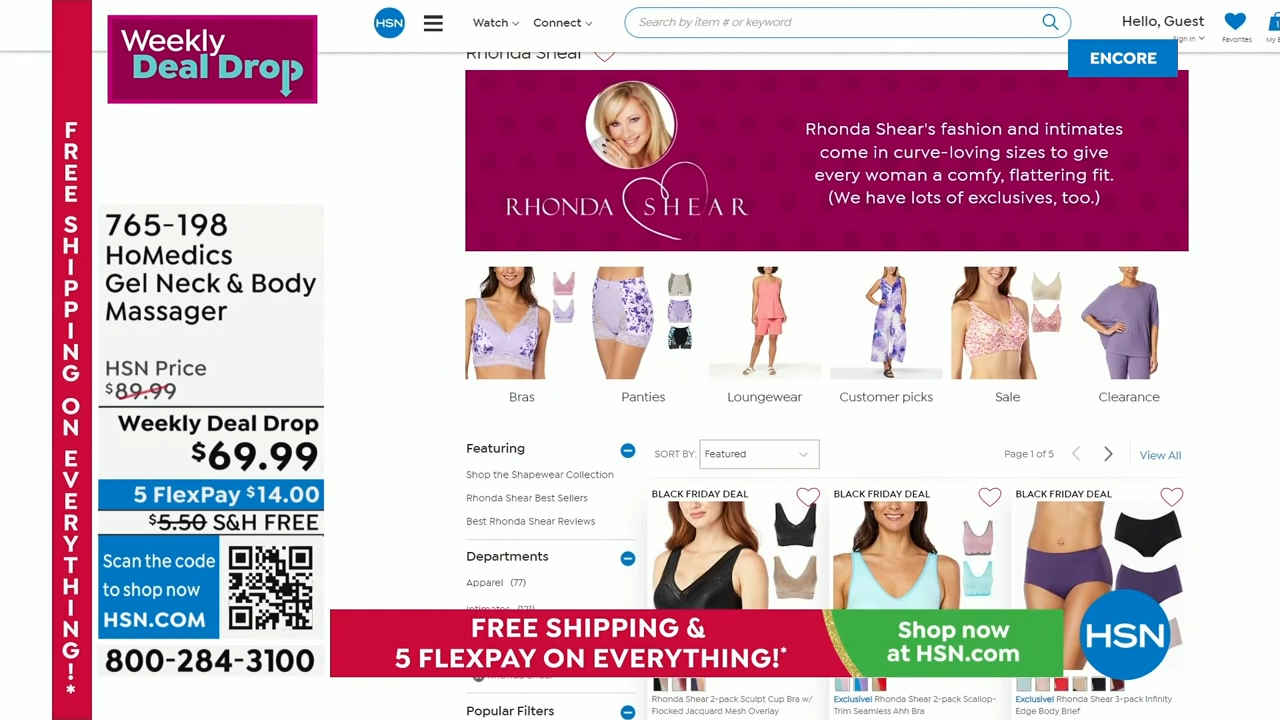 FREE SHIPPING ON EVERYTHING!*
Weekly
Deal Drop
765-198
HoMedics
Gel Neck & Body
Massager
HSN Price
$89.99
Weekly Deal Drop
$69.99
5 FlexPay $14.00
$5.50 S&H FREE
Scan the code
to shop now
HSN.COM
800-284-3100
HSN
Watch
Connect
Search by item # or keyword
Hello, Guest
Sign In
Favorites
ENCORE
Rhonda Shear
RHONDA SHEAR
Rhonda Shear's fashion and intimates
come in curve-loving sizes to give
every woman a comfy, flattering fit.
(We have lots of exclusives, too.)
Bras
Panties
Loungewear
Customer picks
Sale
Clearance
Featuring
Shop the Shapewear Collection
Rhonda Shear Best Sellers
Best Rhonda Shear Reviews
Departments
Apparel (77)
Intimates (121)
Popular Filters
SORT BY:
Featured
Page 1 of 5
View All
BLACK FRIDAY DEAL
BLACK FRIDAY DEAL
BLACK FRIDAY DEAL
FREE SHIPPING &
5 FLEXPAY ON EVERYTHING!*
Shop now
at HSN.com
HSN
Rhonda Shear 2-pack Sculpt Cup Bra w/
Flocked Jacquard Mesh Overlay
Exclusive! Rhonda Shear 2-pack Scallop-
Trim Seamless Ahh Bra
Exclusive! Rhonda Shear 3-pack Infinity
Edge Body Brief